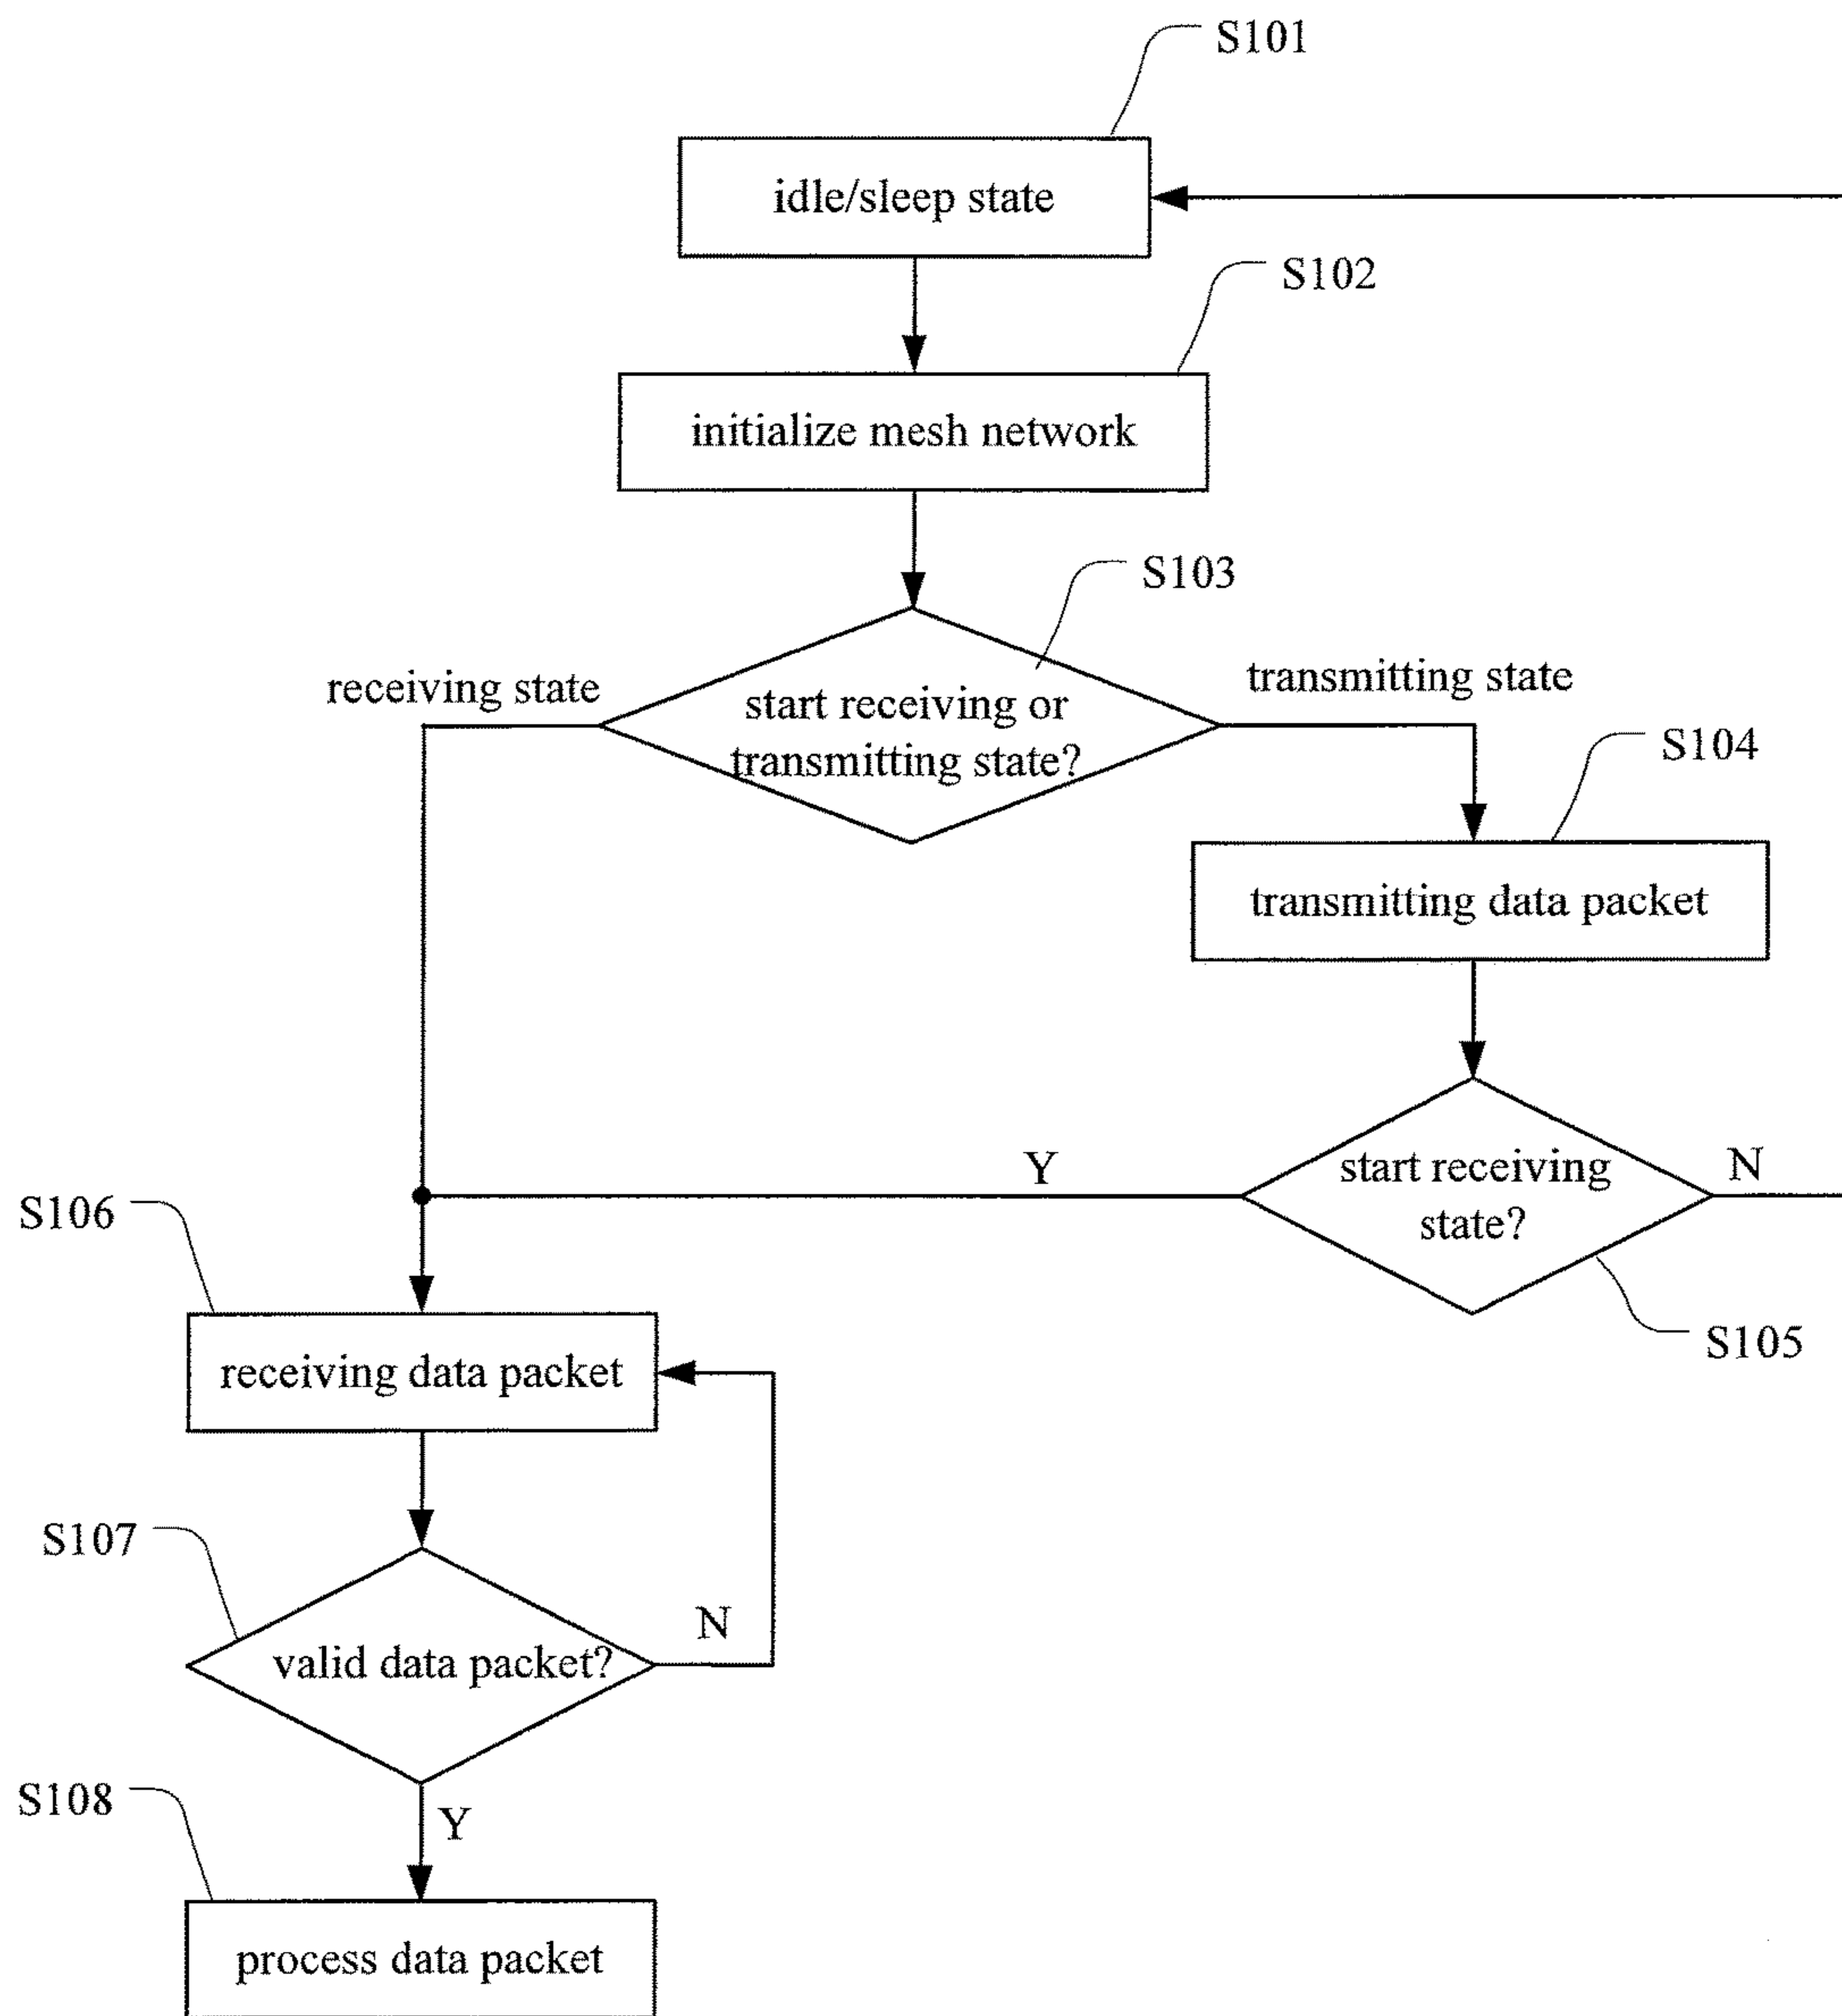 S101
idle/sleep state
S102
initialize mesh network
S103
receiving state
start receiving or
transmitting state?
transmitting state
S104
transmitting data packet
Y
start receiving
state?
N
S105
S106
receiving data packet
S107
valid data packet?
N
S108
Y
process data packet